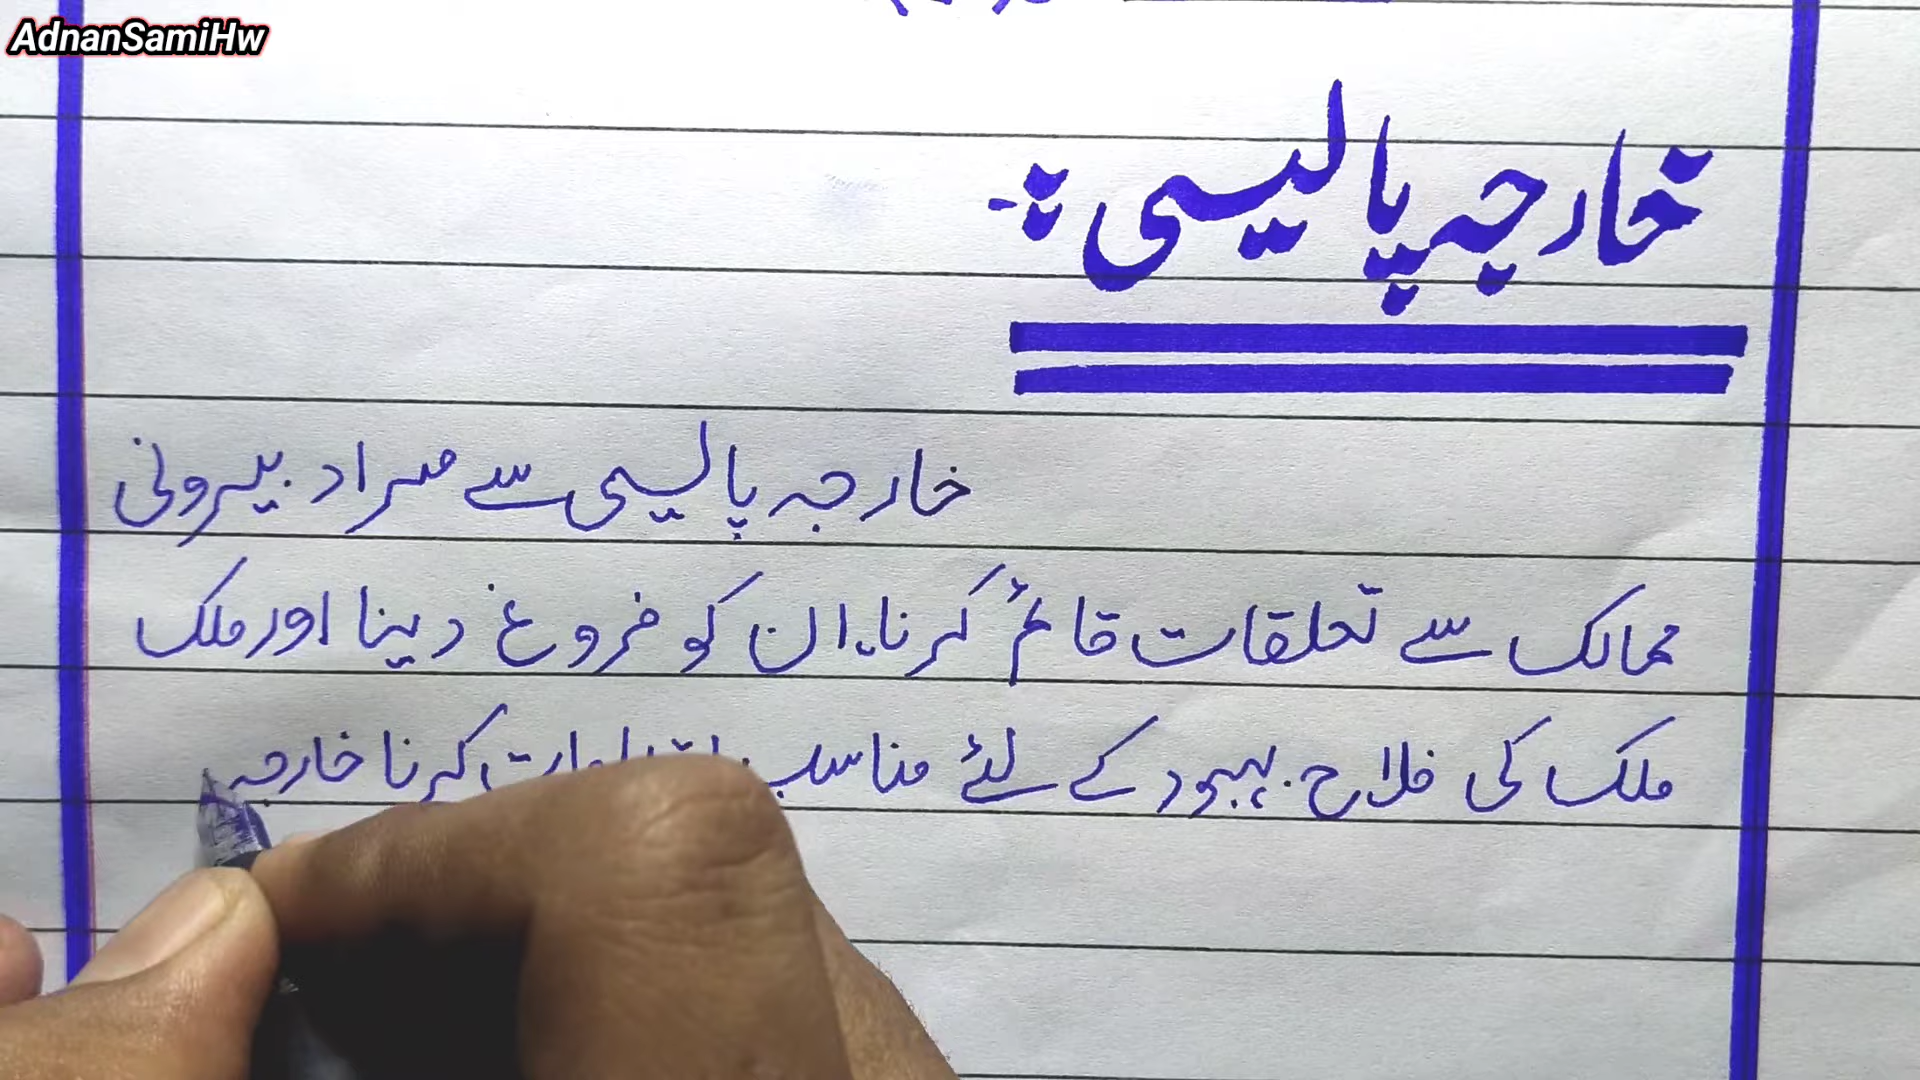 AdnanSamiHw
خارجہ پالیسی :-
خارجہ پالیسی سے مراد بیرونی
ممالک سے تعلقات قائم کرنا۔ ان کو فروغ دینا اور ملک
ملک کی فلاح بہبود کے لئے مناسب کرنا خارجہ